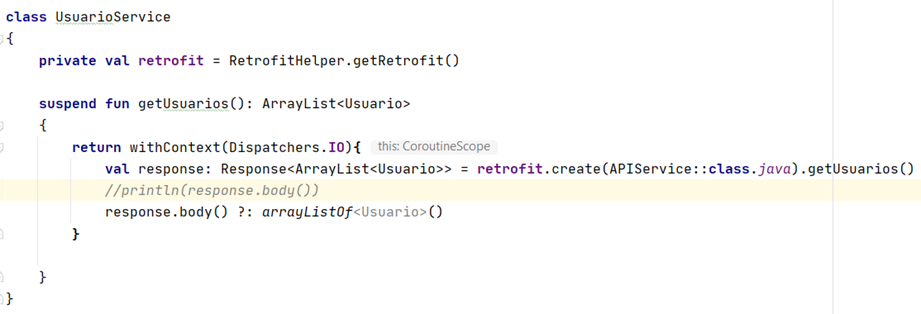 class UsuarioService
{
    private val retrofit = RetrofitHelper.getRetrofit()
    suspend fun getUsuarios(): ArrayList<Usuario>
    {
        return withContext(Dispatchers.IO){ this: CoroutineScope
            val response: Response<ArrayList<Usuario>> = retrofit.create(APIService::class.java).getUsuarios()
            //println(response.body())
            response.body() ?: arrayListOf<Usuario>()
        }
    }
}